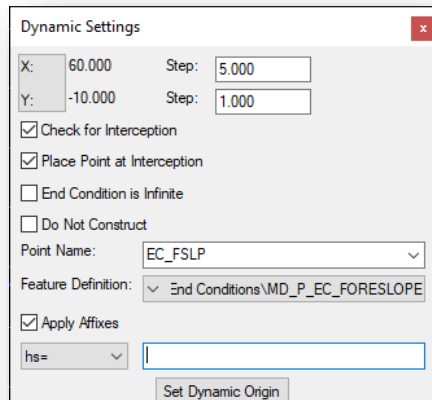 Dynamic Settings x
X: 60.000 Step: 5.000
Y: -10.000 Step: 1.000
Check for Interception
Place Point at Interception
End Condition is Infinite
Do Not Construct
Point Name: EC_FSLP
Feature Definition: End Conditions\MD_P_EC_FORESLOPE
Apply Affixes
hs=
Set Dynamic Origin